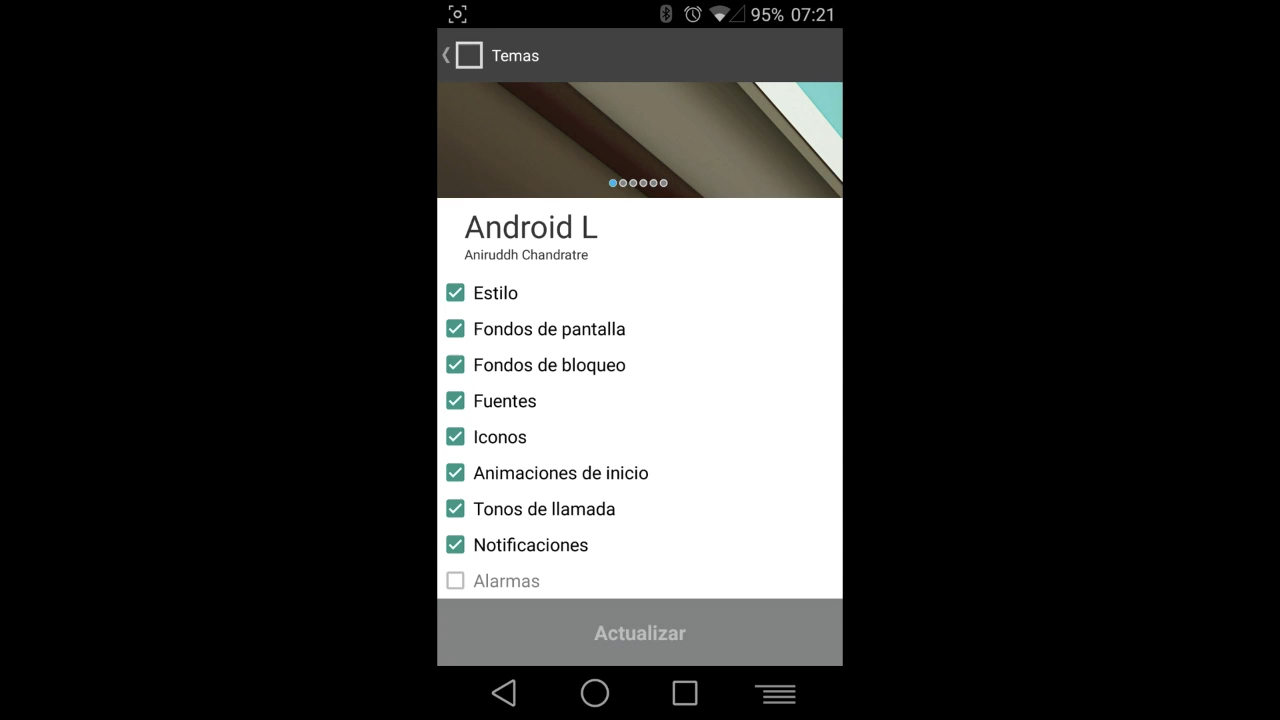 95% 07:21
Temas
Android L
Aniruddh Chandratre
Estilo
Fondos de pantalla
Fondos de bloqueo
Fuentes
Iconos
Animaciones de inicio
Tonos de llamada
Notificaciones
Alarmas
Actualizar